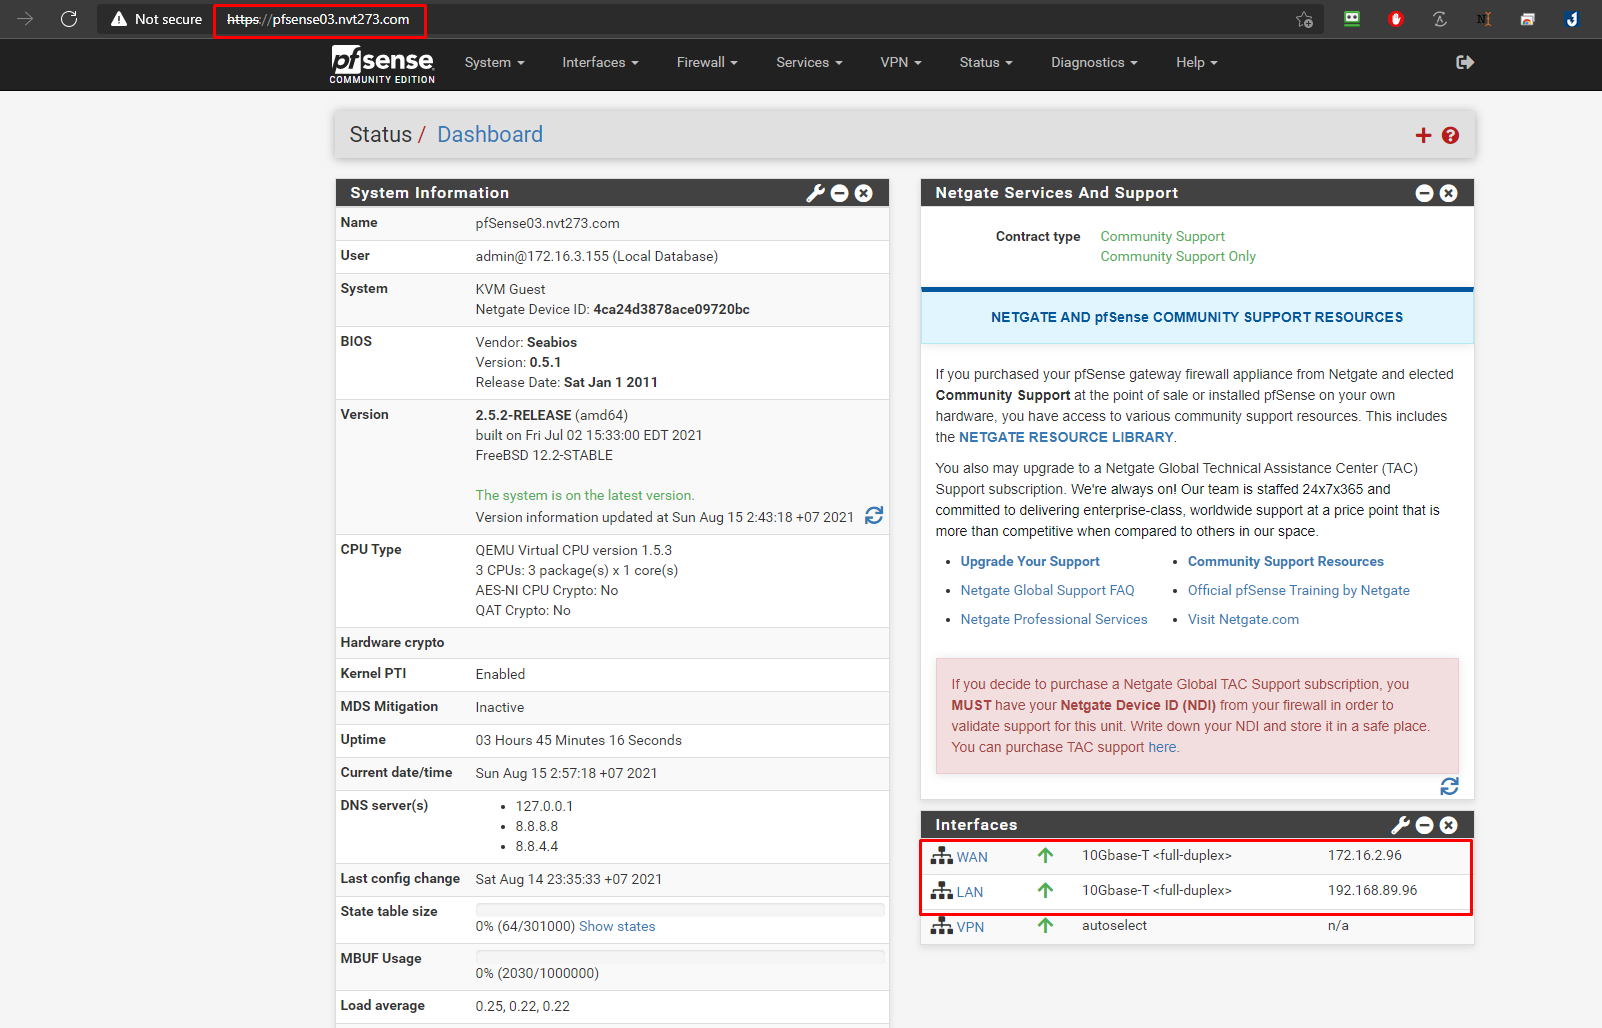 Not secure
https://pfsense03.nvt273.com
pfsense
COMMUNITY EDITION
System
Interfaces
Firewall
Services
VPN
Status
Diagnostics
Help
Status / Dashboard
System Information
Name
pfSense03.nvt273.com
User
admin@172.16.3.155 (Local Database)
System
KVM Guest
Netgate Device ID: 4ca24d3878ace09720bc
BIOS
Vendor: Seabios
Version: 0.5.1
Release Date: Sat Jan 1 2011
Version
2.5.2-RELEASE (amd64)
built on Fri Jul 02 15:33:00 EDT 2021
FreeBSD 12.2-STABLE
The system is on the latest version.
Version information updated at Sun Aug 15 2:43:18 +07 2021
CPU Type
QEMU Virtual CPU version 1.5.3
3 CPUs: 3 package(s) x 1 core(s)
AES-NI CPU Crypto: No
QAT Crypto: No
Hardware crypto
Kernel PTI
Enabled
MDS Mitigation
Inactive
Uptime
03 Hours 45 Minutes 16 Seconds
Current date/time
Sun Aug 15 2:57:18 +07 2021
DNS server(s)
• 127.0.0.1
• 8.8.8.8
• 8.8.4.4
Last config change
Sat Aug 14 23:35:33 +07 2021
State table size
0% (64/301000) Show states
MBUF Usage
0% (2030/1000000)
Load average
0.25, 0.22, 0.22
Netgate Services And Support
Contract type
Community Support
Community Support Only
NETGATE AND pfSense COMMUNITY SUPPORT RESOURCES
If you purchased your pfSense gateway firewall appliance from Netgate and elected
Community Support at the point of sale or installed pfSense on your own
hardware, you have access to various community support resources. This includes
the NETGATE RESOURCE LIBRARY.
You also may upgrade to a Netgate Global Technical Assistance Center (TAC)
Support subscription. We're always on! Our team is staffed 24x7x365 and
committed to delivering enterprise-class, worldwide support at a price point that is
more than competitive when compared to others in our space.
• Upgrade Your Support
• Community Support Resources
• Netgate Global Support FAQ
• Official pfSense Training by Netgate
• Netgate Professional Services
• Visit Netgate.com
If you decide to purchase a Netgate Global TAC Support subscription, you
MUST have your Netgate Device ID (NDI) from your firewall in order to
validate support for this unit. Write down your NDI and store it in a safe place.
You can purchase TAC support here.
Interfaces
WAN
10Gbase-T <full-duplex>
172.16.2.96
LAN
10Gbase-T <full-duplex>
192.168.89.96
VPN
autoselect
n/a